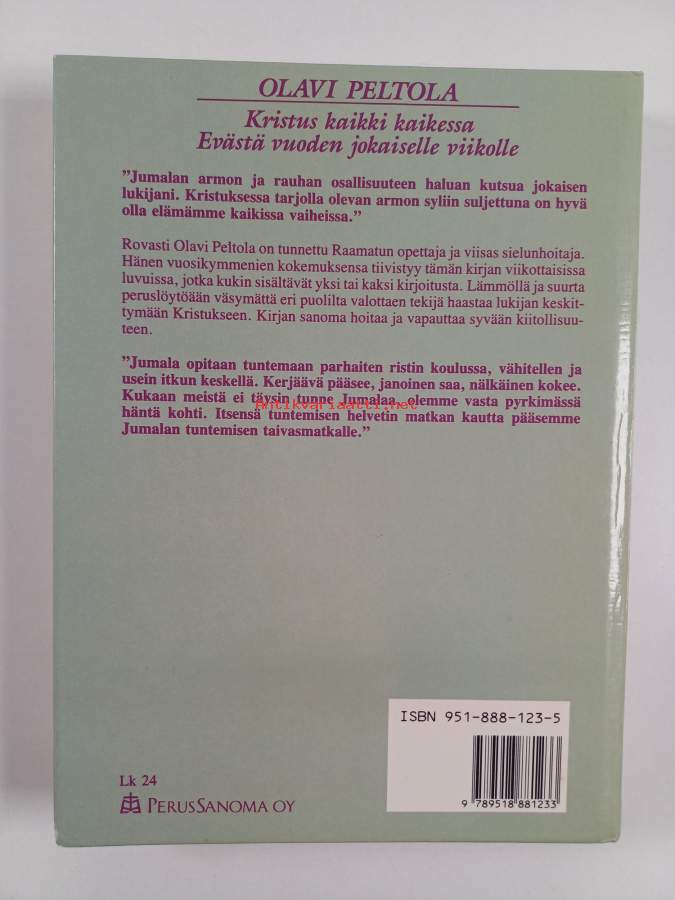 OLAVI PELTOLA
Kristus kaikki kaikessa
Evästä vuoden jokaiselle viikolle
”Jumalan armon ja rauhan osallisuuteen haluan kutsua jokaisen
lukijani. Kristuksessa tarjolla olevan armon syliin suljettuna on hyvä
olla elämämme kaikissa vaiheissa.”
Rovasti Olavi Peltola on tunnettu Raamatun opettaja ja viisas sielunhoitaja.
Hänen vuosikymmenien kokemuksensa tiivistyy tämän kirjan viikottaisissa
luvuissa, jotka kukin sisältävät yksi tai kaksi kirjoitusta. Lämmöllä ja suurta
peruslöytöään väsymättä eri puolilta valottaen tekijä haastaa lukijan keskit-
tymään Kristukseen. Kirjan sanoma hoitaa ja vapauttaa syvään kiitollisuu-
teen.
”Jumala opitaan tuntemaan parhaiten ristin koulussa, vähitellen ja
usein itkun keskellä. Kerjäävä pääsee, janoinen saa, nälkäinen kokee.
Kukaan meistä ei täysin tunne Jumalaa, olemme vasta pyrkimässä
Antikvariaatti.net
häntä kohti. Itsensä tuntemisen helvetin matkan kautta pääsemme
Jumalan tuntemisen taivasmatkalle.”
ISBN 951-888-123-5
9 789518 881233
Lk 24
PERUSSANOMA OY